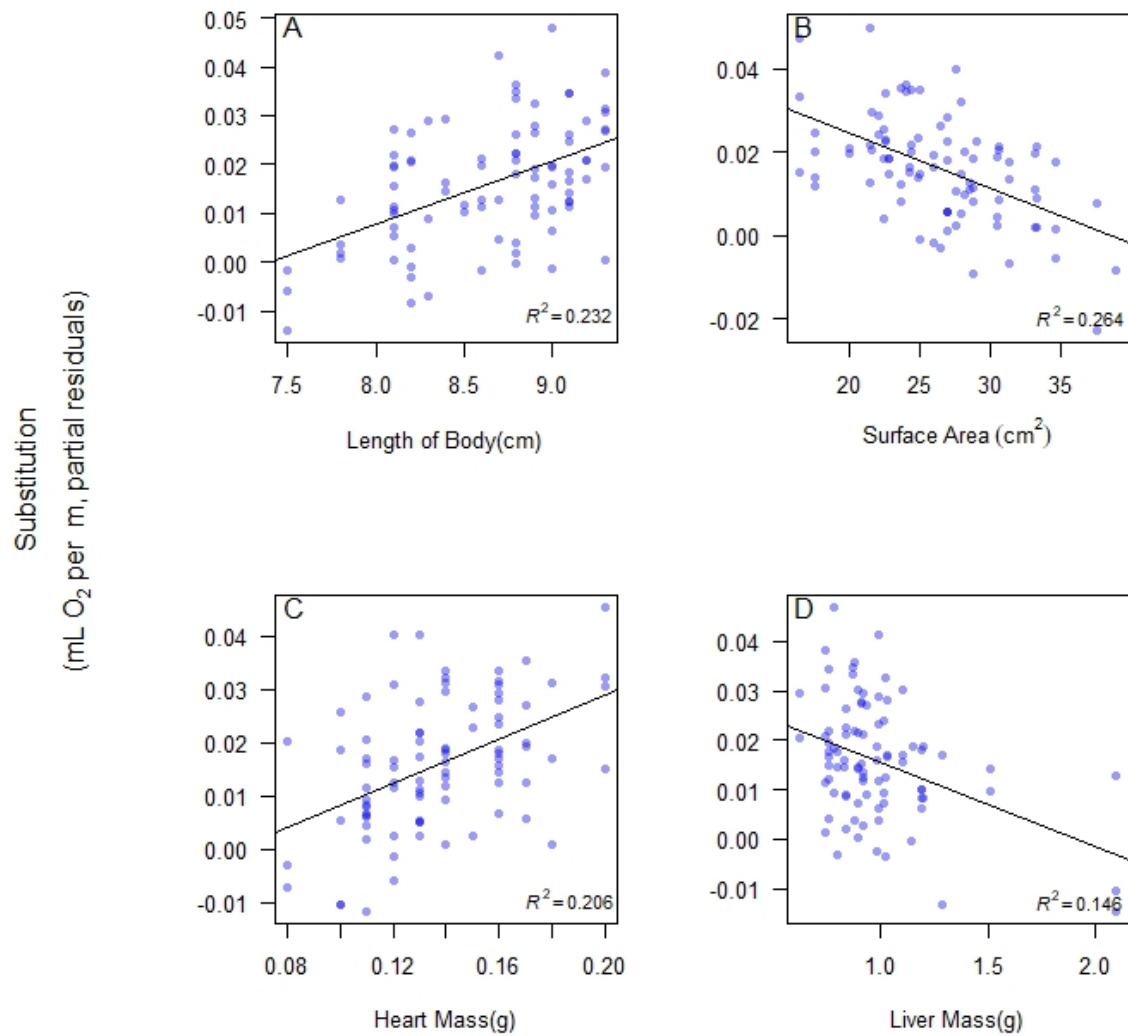 Substitution
(mL O₂ per m, partial residuals)
A
0.05
0.04
0.03
0.02
0.01
0.00
-0.01
R² = 0.232
7.5 8.0 8.5 9.0
Length of Body(cm)
B
0.04
0.02
0.00
-0.02
R² = 0.264
20 25 30 35
Surface Area (cm²)
C
0.04
0.03
0.02
0.01
0.00
-0.01
R² = 0.206
0.08 0.12 0.16 0.20
Heart Mass(g)
D
0.04
0.03
0.02
0.01
0.00
-0.01
R² = 0.146
1.0 1.5 2.0
Liver Mass(g)